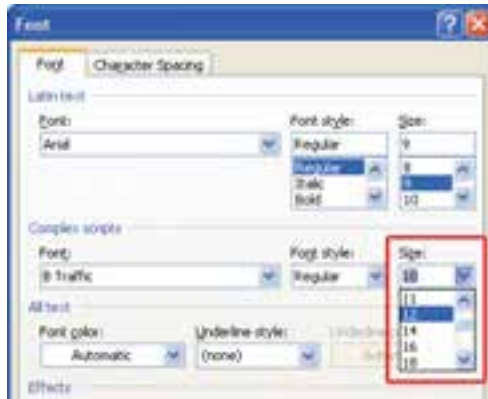 Font
Font Character Spacing
Latin text
Font: Font style: Size:
Arial Regular 9
Regular 8
Italic 9
Bold 10
Complex scripts
Font: Font style: Size:
B Traffic Regular 10
11
12
All text 14
Font color: Underline style: 16
Automatic (none) 18
Effects